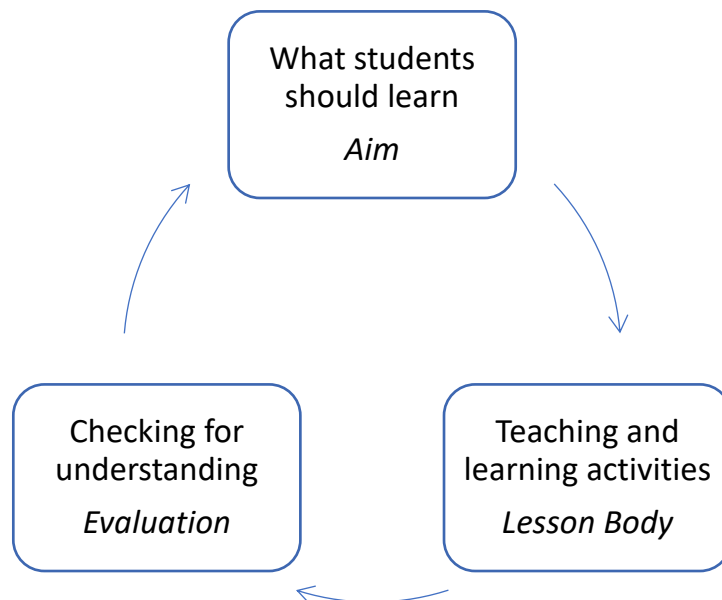 What students
should learn
Aim
Teaching and
learning activities
Lesson Body
Checking for
understanding
Evaluation